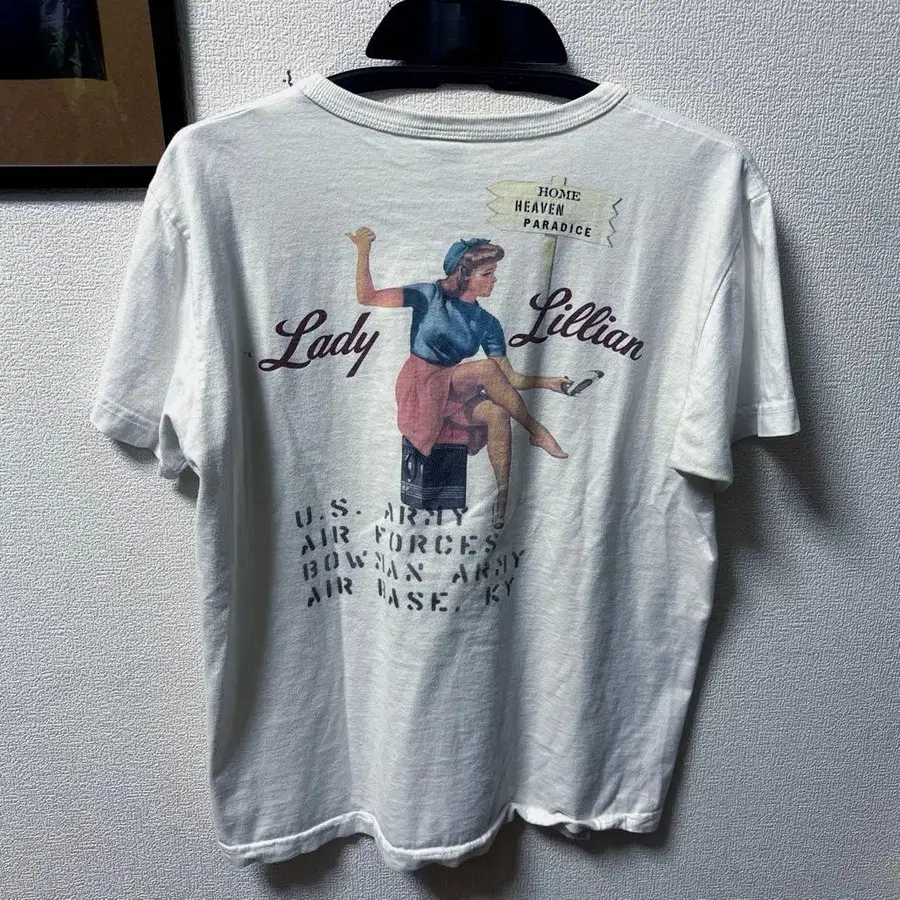 HOME
HEAVEN
PARADICE
Lady Lillian
U.S. ARMY
AIR FORCES
BOWMAN ARMY
AIR BASE. KY